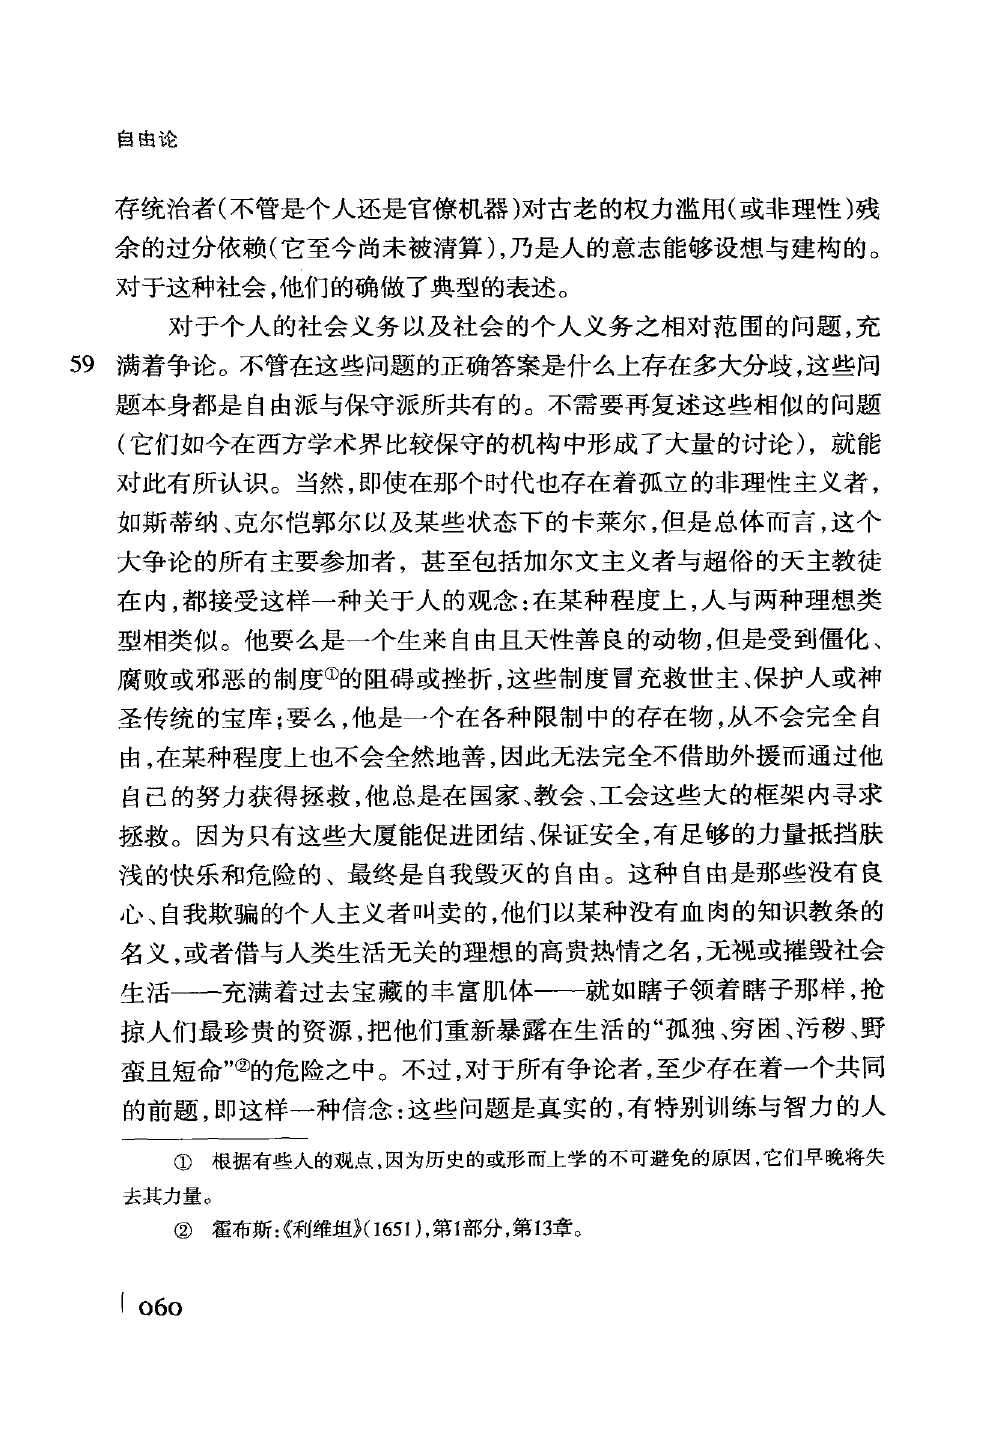 自由论
存统治者(不管是个人还是官僚机器)对古老的权力滥用(或非理性)残
余的过分依赖(它至今尚未被清算),乃是人的意志能够设想与建构的。
对于这种社会,他们的确做了典型的表述。
对于个人的社会义务以及社会的个人义务之相对范围的问题,充
59 满着争论。不管在这些问题的正确答案是什么上存在多大分歧,这些问
题本身都是自由派与保守派所共有的。不需要再复述这些相似的问题
(它们如今在西方学术界比较保守的机构中形成了大量的讨论),就能
对此有所认识。当然,即使在那个时代也存在着孤立的非理性主义者,
如斯蒂纳、克尔恺郭尔以及某些状态下的卡莱尔,但是总体而言,这个
大争论的所有主要参加者,甚至包括加尔文主义者与超俗的天主教徒
在内,都接受这样一种关于人的观念:在某种程度上,人与两种理想类
型相类似。他要么是一个生来自由且天性善良的动物,但是受到僵化、
腐败或邪恶的制度①的阻碍或挫折,这些制度冒充救世主、保护人或神
圣传统的宝库;要么,他是一个在各种限制中的存在物,从不会完全自
由,在某种程度上也不会全然地善,因此无法完全不借助外援而通过他
自己的努力获得拯救,他总是在国家、教会、工会这些大的框架内寻求
拯救。因为只有这些大厦能促进团结、保证安全,有足够的力量抵挡肤
浅的快乐和危险的、最终是自我毁灭的自由。这种自由是那些没有良
心、自我欺骗的个人主义者叫卖的,他们以某种没有血肉的知识教条的
名义,或者借与人类生活无关的理想的高贵热情之名,无视或摧毁社会
生活——充满着过去宝藏的丰富肌体——就如瞎子领着瞎子那样,抢
掠人们最珍贵的资源,把他们重新暴露在生活的“孤独、穷困、污秽、野
蛮且短命”②的危险之中。不过,对于所有争论者,至少存在着一个共同
的前题,即这样一种信念:这些问题是真实的,有特别训练与智力的人
① 根据有些人的观点,因为历史的或形而上学的不可避免的原因,它们早晚将失
去其力量。
② 霍布斯:《利维坦》(1651),第1部分,第13章。
060